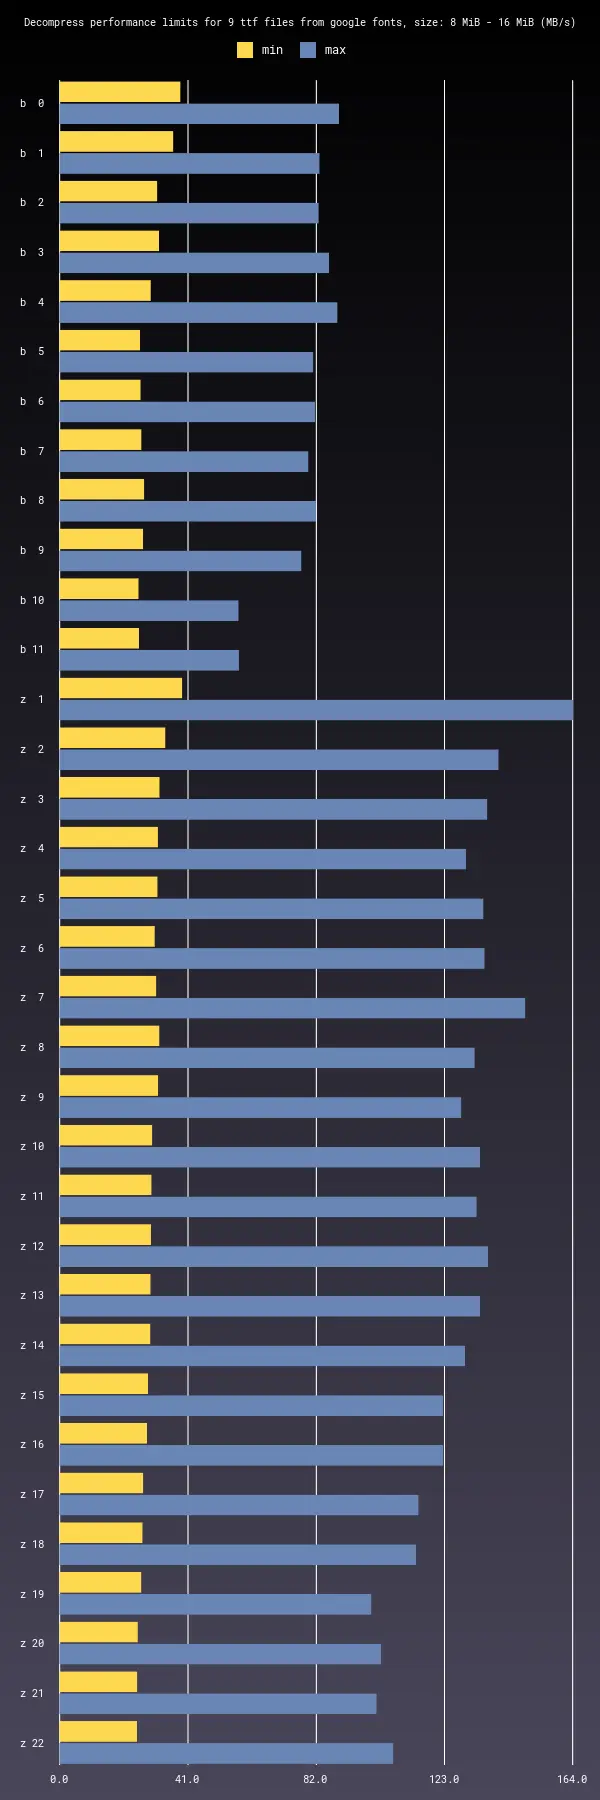 Decompress performance limits for 9 ttf files from google fonts, size: 8 MiB - 16 MiB (MB/s)
min max
b 0
b 1
b 2
b 3
b 4
b 5
b 6
b 7
b 8
b 9
b 10
b 11
z 1
z 2
z 3
z 4
z 5
z 6
z 7
z 8
z 9
z 10
z 11
z 12
z 13
z 14
z 15
z 16
z 17
z 18
z 19
z 20
z 21
z 22
0.0 41.0 82.0 123.0 164.0